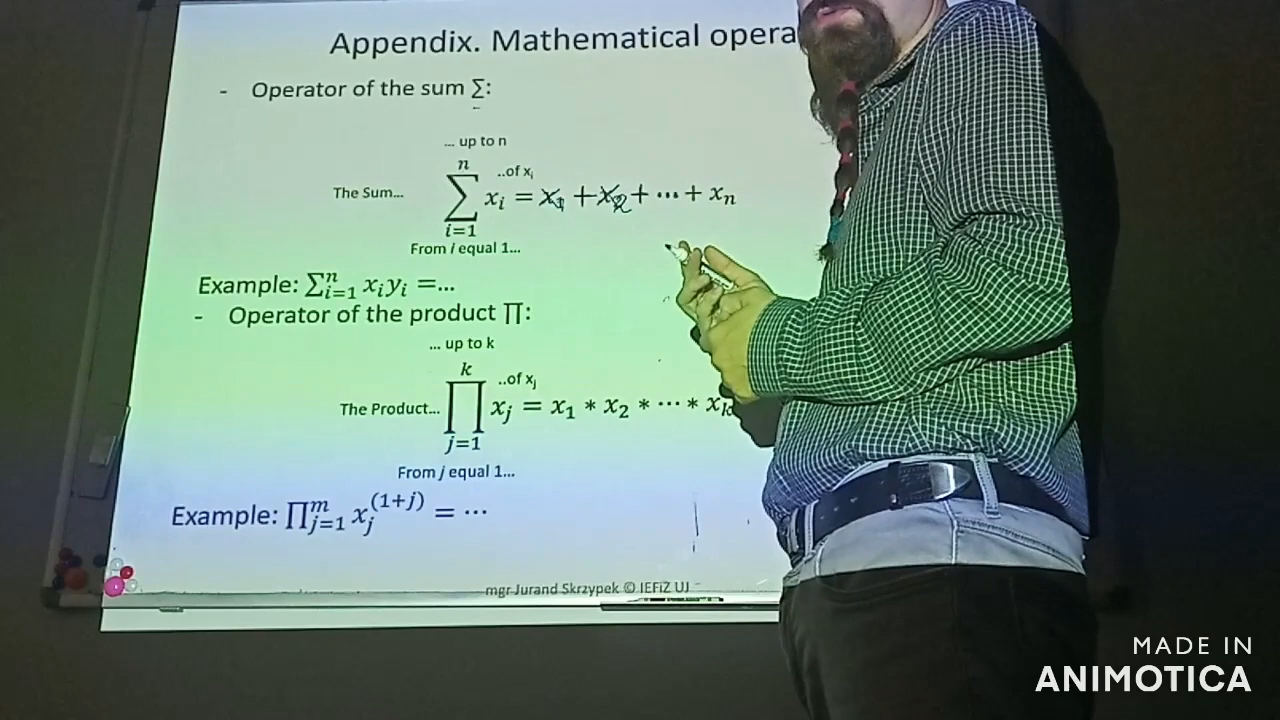 Appendix. Mathematical opera
- Operator of the sum ∑:
... up to n
The Sum... ∑ⁿᵢ₌₁ xᵢ ..of xᵢ = x₁ + x₂ + ⋯ + xₙ
From i equal 1...
Example: ∑ⁿᵢ₌₁ xᵢyᵢ =...
- Operator of the product ∏:
... up to k
The Product... ∏ᵏⱼ₌₁ xⱼ ..of xⱼ = x₁ * x₂ * ⋯ * xₖ
From j equal 1...
Example: ∏ᵐⱼ₌₁ xⱼ⁽¹⁺ʲ⁾ = ⋯
mgr Jurand Skrzypek © IEFiZ UJ
MADE IN
ANIMOTICA